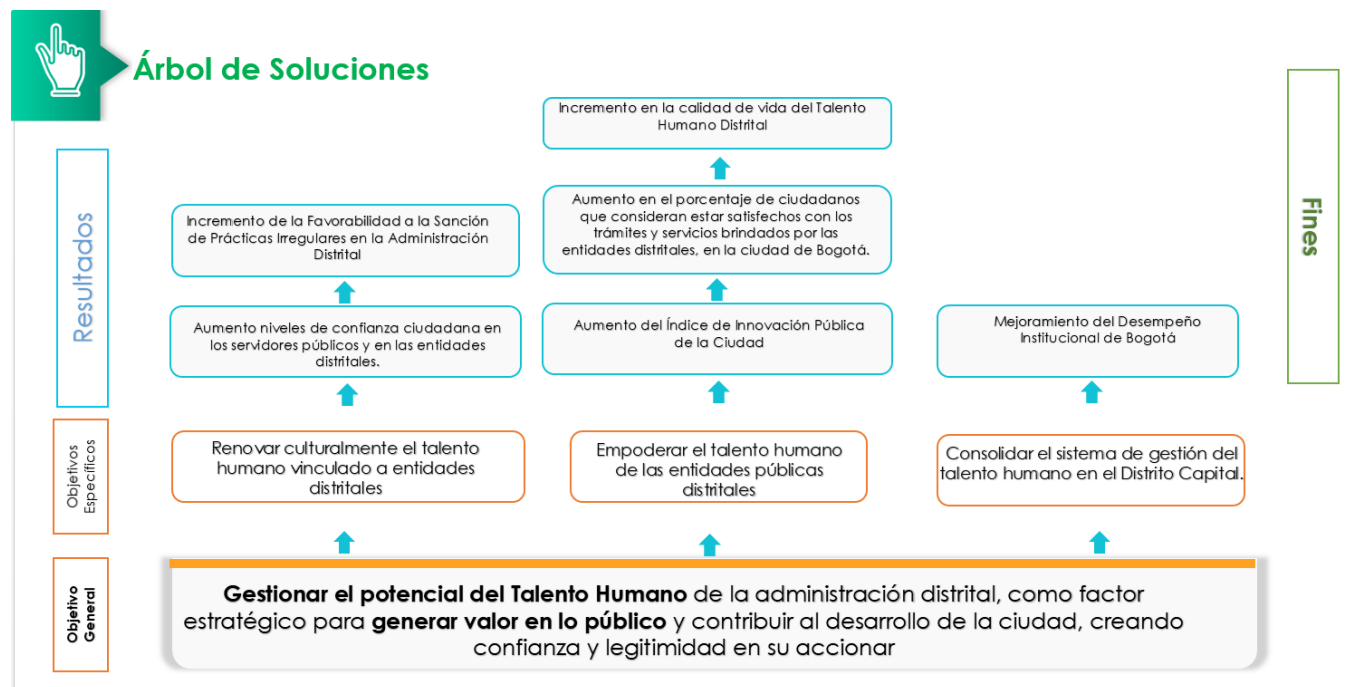 Árbol de Soluciones
Incremento en la calidad de vida del Talento
Humano Distrital
Fines
Resultados
Incremento de la Favorabilidad a la Sanción
de Prácticas Irregulares en la Administración
Distrital
Aumento en el porcentaje de ciudadanos
que consideran estar satisfechos con los
trámites y servicios brindados por las
entidades distritales, en la ciudad de Bogotá.
Aumento niveles de confianza ciudadana en
los servidores públicos y en las entidades
distritales.
Aumento del Índice de Innovación Pública
de la Ciudad
Mejoramiento del Desempeño
Institucional de Bogotá
Objetivos
Específicos
Renovar culturalmente el talento
humano vinculado a entidades
distritales
Empoderar el talento humano
de las entidades públicas
distritales
Consolidar el sistema de gestión del
talento humano en el Distrito Capital.
Objetivo
General
Gestionar el potencial del Talento Humano de la administración distrital, como factor
estratégico para generar valor en lo público y contribuir al desarrollo de la ciudad, creando
confianza y legitimidad en su accionar